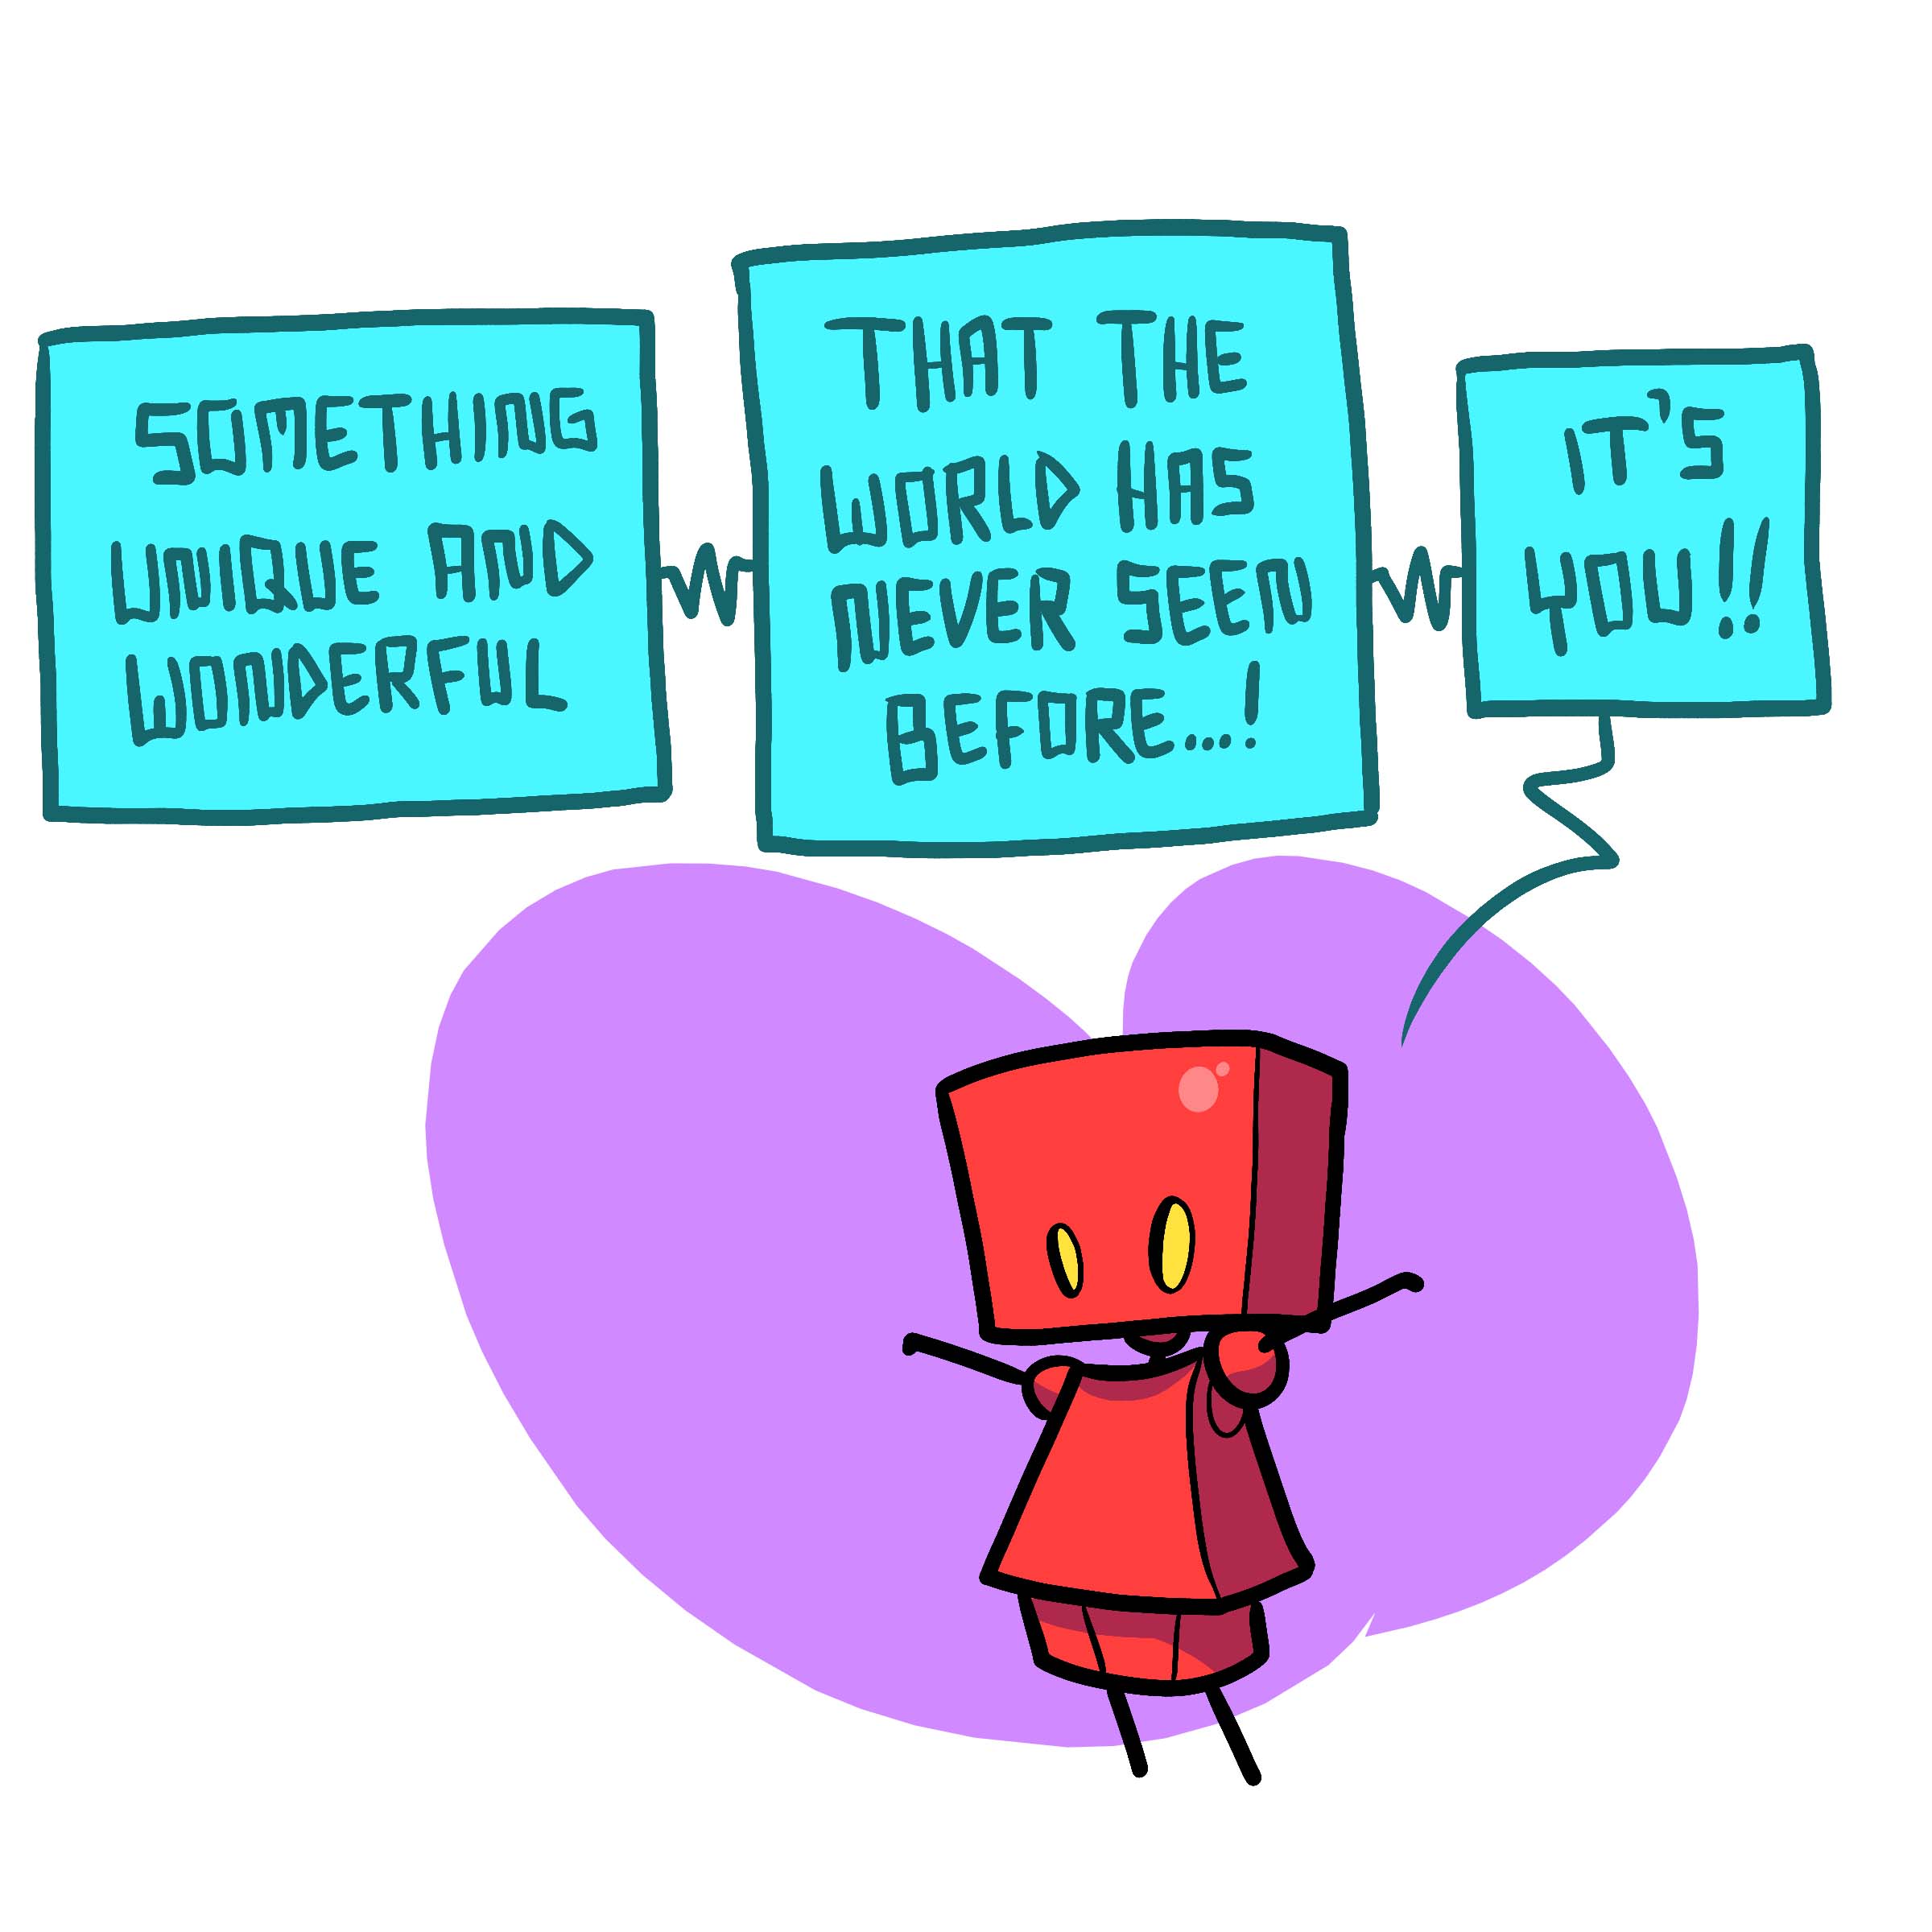 SOMETHING
UNIQUE AND
WONDERFUL
THAT THE
WORLD HAS
NEVER SEEN
BEFORE....!
IT'S
YOU!!